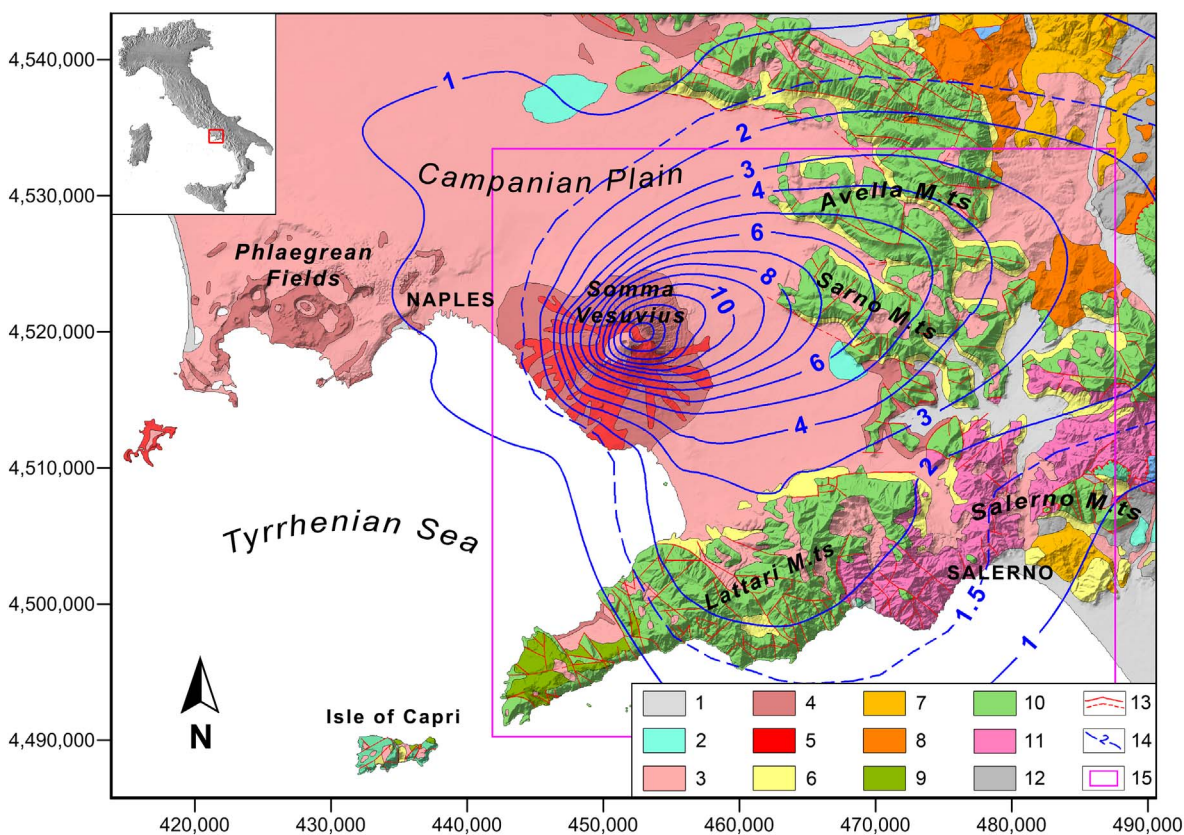 4,540,000
4,530,000
4,520,000
4,510,000
4,500,000
4,490,000
1
2
3
4
6
8
10
6
4
3
2
1.5
1
Campanian Plain
Avella M.ts
Phlaegrean
Fields
NAPLES
Somma
Vesuvius
Sarno M.ts
Tyrrhenian Sea
Salerno M.ts
Lattari M.ts
SALERNO
Isle of Capri
N
1 4 7 10 13
2 5 8 11 14
3 6 9 12 15
2
420,000 430,000 440,000 450,000 460,000 470,000 480,000 490,000